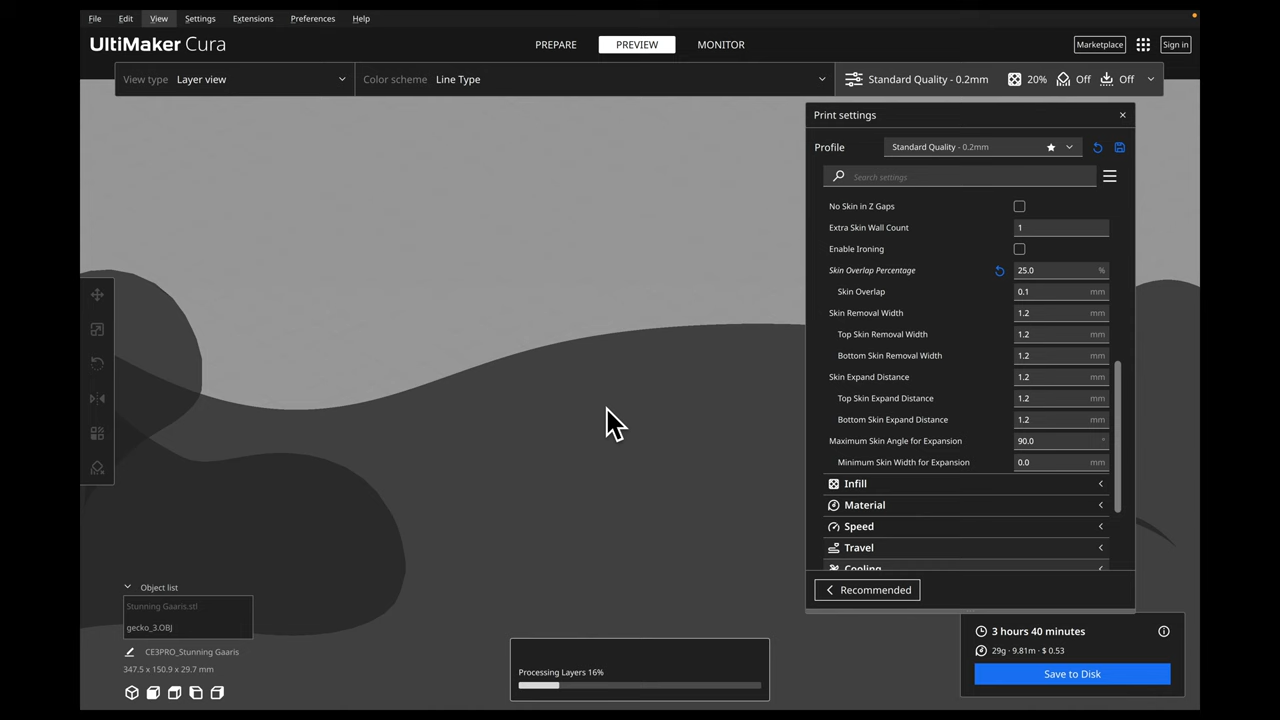 File Edit View Settings Extensions Preferences Help
UltiMaker Cura PREPARE PREVIEW MONITOR Marketplace Sign in
View type Layer view Color scheme Line Type Standard Quality - 0.2mm 20% Off Off
Print settings
Profile Standard Quality - 0.2mm
Search settings
No Skin in Z Gaps
Extra Skin Wall Count 1
Enable Ironing
Skin Overlap Percentage 25.0 %
Skin Overlap 0.1 mm
Skin Removal Width 1.2 mm
Top Skin Removal Width 1.2 mm
Bottom Skin Removal Width 1.2 mm
Skin Expand Distance 1.2 mm
Top Skin Expand Distance 1.2 mm
Bottom Skin Expand Distance 1.2 mm
Maximum Skin Angle for Expansion 90.0 °
Minimum Skin Width for Expansion 0.0 mm
Infill
Material
Speed
Travel
Cooling
Recommended
Object list
Stunning Gaaris.stl
gecko_3.OBJ
CE3PRO_Stunning Gaaris
347.5 x 150.9 x 29.7 mm
Processing Layers 16%
3 hours 40 minutes
29g · 9.81m · $ 0.53
Save to Disk